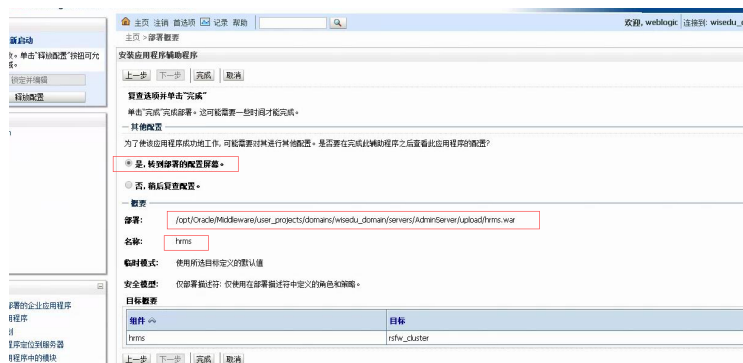 主页 注销 首选项 记录 帮助
欢迎, weblogic 连接到: wisedu_
主页 >部署概要
新启动
。单击"释放配置"按钮可允
锁定并编辑
释放配置
安装应用程序辅助程序
上一步 下一步 完成 取消
复查选项并单击"完成"
单击"完成"完成部署。这可能需要一些时间才能完成。
其他配置
为了使该应用程序成功地工作, 可能需要对其进行其他配置。是否要在完成此辅助程序之后查看此应用程序的配置?
是, 转到部署的配置屏幕。
否, 稍后复查配置。
概要
部署: /opt/Oracle/Middleware/user_projects/domains/wisedu_domain/servers/AdminServer/upload/hrms.war
名称: hrms
临时模式: 使用所选目标定义的默认值
安全模型: 仅部署描述符: 仅使用在部署描述符中定义的角色和策略。
目标概要
组件 目标
hrms rsfw_cluster
上一步 下一步 完成 取消
部署的企业应用程序
用程序
程序定位到服务器
用程序中的模块